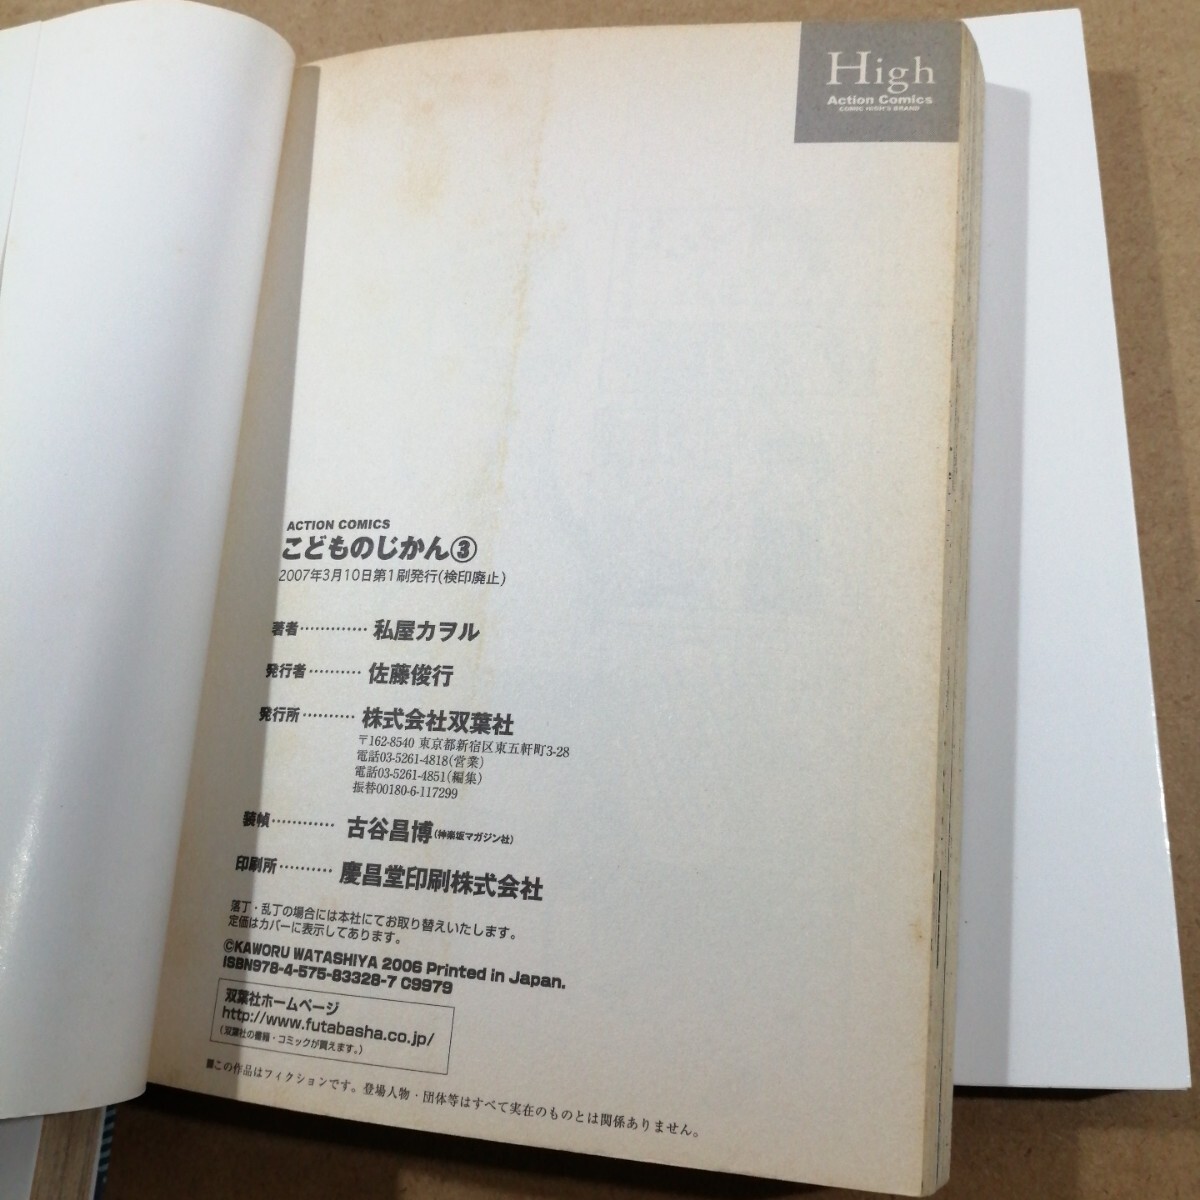 High
Action Comics
COMIC HIGH'S BRAND
ACTION COMICS
こどものじかん③
2007年3月10日第1刷発行(検印廃止)
著者‥‥‥‥‥‥‥私屋カヲル
発行者‥‥‥‥‥佐藤俊行
発行所‥‥‥‥‥株式会社双葉社
〒162-8540 東京都新宿区東五軒町3-28
電話03-5261-4818(営業)
電話03-5261-4851(編集)
振替00180-6-117299
装幀‥‥‥‥‥‥古谷昌博(神楽坂マガジン社)
印刷所‥‥‥‥‥慶昌堂印刷株式会社
落丁・乱丁の場合には本社にてお取り替えいたします。
定価はカバーに表示してあります。
©KAWORU WATASHIYA 2006 Printed in Japan.
ISBN978-4-575-83328-7 C9979
双葉社ホームページ
http://www.futabasha.co.jp/
(双葉社の書籍・コミックが買えます。)
■この作品はフィクションです。登場人物・団体等はすべて実在のものとは関係ありません。